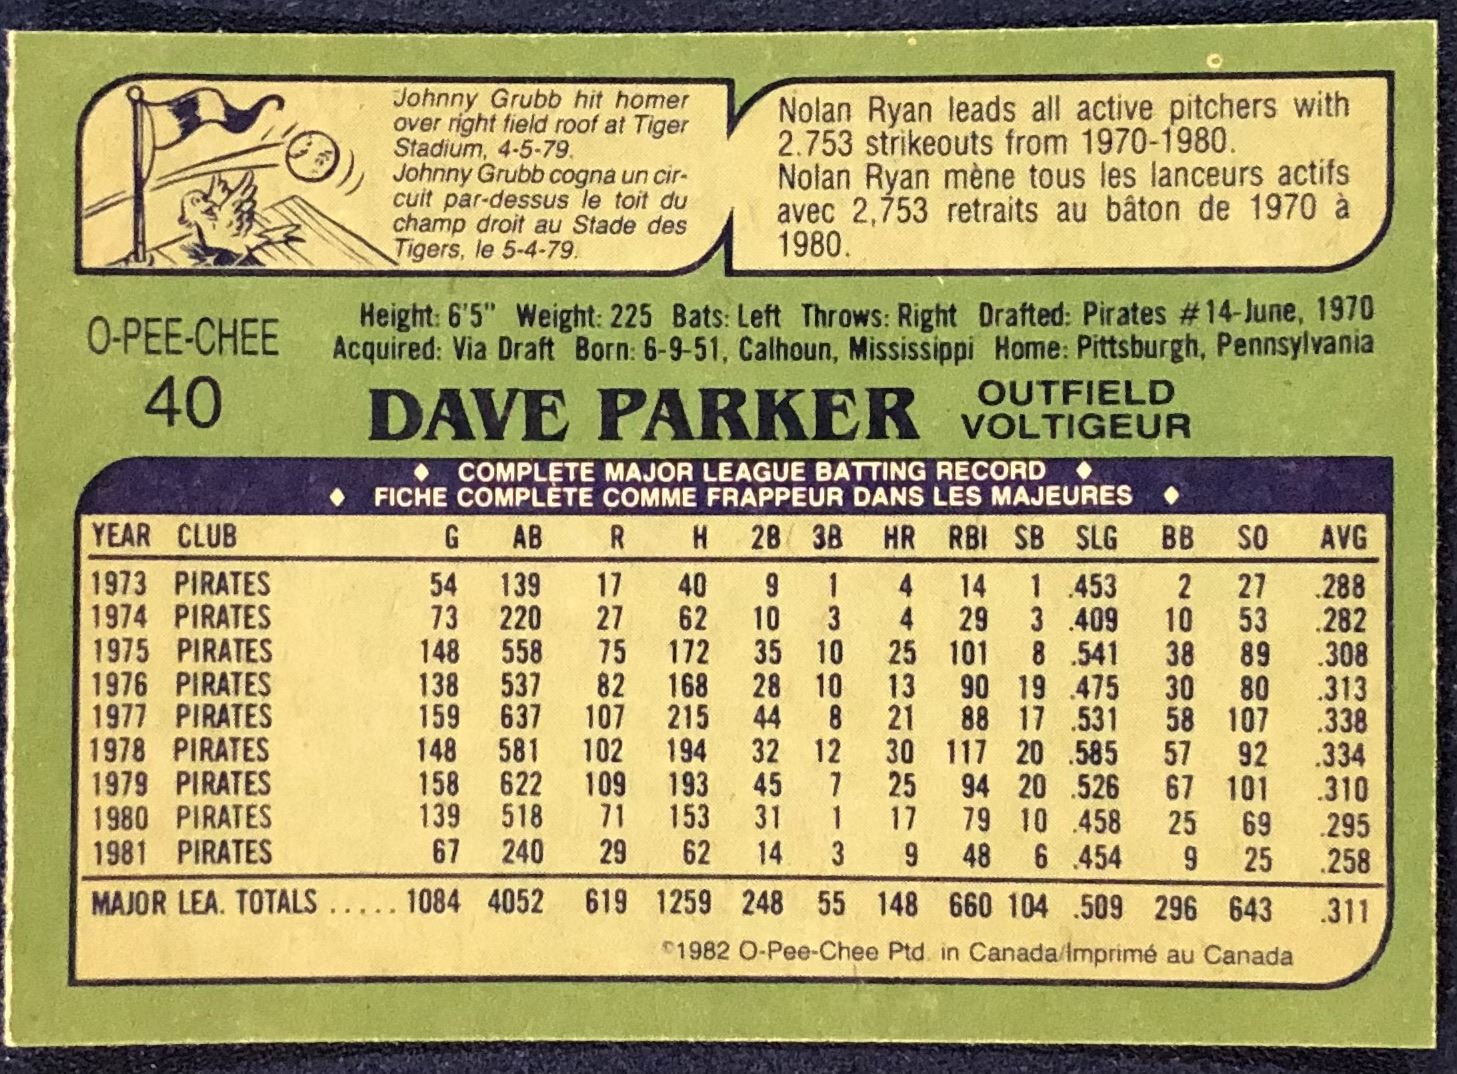 Johnny Grubb hit homer
over right field roof at Tiger
Stadium, 4-5-79.
Johnny Grubb cogna un cir-
cuit par-dessus le toit du
champ droit au Stade des
Tigers, le 5-4-79.
Nolan Ryan leads all active pitchers with
2.753 strikeouts from 1970-1980.
Nolan Ryan mène tous les lanceurs actifs
avec 2,753 retraits au bâton de 1970 à
1980.
O-PEE-CHEE
40
Height: 6'5" Weight: 225 Bats: Left Throws: Right Drafted: Pirates #14-June, 1970
Acquired: Via Draft Born: 6-9-51, Calhoun, Mississippi Home: Pittsburgh, Pennsylvania
DAVE PARKER
OUTFIELD
VOLTIGEUR
♦ COMPLETE MAJOR LEAGUE BATTING RECORD ♦
♦ FICHE COMPLÈTE COMME FRAPPEUR DANS LES MAJEURES ♦
YEAR CLUB G AB R H 2B 3B HR RBI SB SLG BB SO AVG
1973 PIRATES 54 139 17 40 9 1 4 14 1 .453 2 27 .288
1974 PIRATES 73 220 27 62 10 3 4 29 3 .409 10 53 .282
1975 PIRATES 148 558 75 172 35 10 25 101 8 .541 38 89 .308
1976 PIRATES 138 537 82 168 28 10 13 90 19 .475 30 80 .313
1977 PIRATES 159 637 107 215 44 8 21 88 17 .531 58 107 .338
1978 PIRATES 148 581 102 194 32 12 30 117 20 .585 57 92 .334
1979 PIRATES 158 622 109 193 45 7 25 94 20 .526 67 101 .310
1980 PIRATES 139 518 71 153 31 1 17 79 10 .458 25 69 .295
1981 PIRATES 67 240 29 62 14 3 9 48 6 .454 9 25 .258
MAJOR LEA. TOTALS ..... 1084 4052 619 1259 248 55 148 660 104 .509 296 643 .311
©1982 O-Pee-Chee Ptd. in Canada/Imprimé au Canada